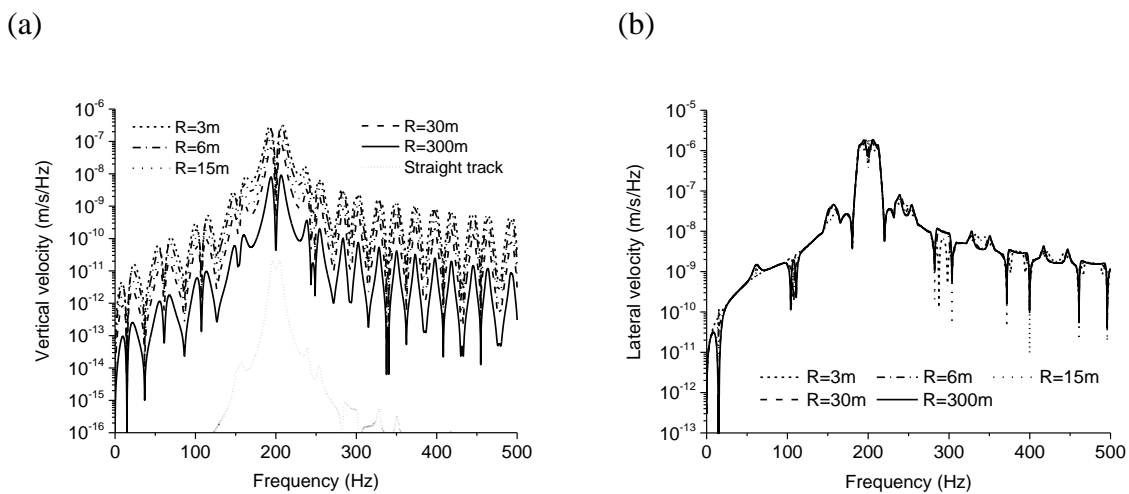 (a)
(b)
Vertical velocity (m/s/Hz)
10-6
10-7
10-8
10-9
10-10
10-11
10-12
10-13
10-14
10-15
10-16
R=3m
R=6m
R=15m
R=30m
R=300m
Straight track
0 100 200 300 400 500
Frequency (Hz)
Lateral velocity (m/s/Hz)
10-5
10-6
10-7
10-8
10-9
10-10
10-11
10-12
10-13
R=3m R=6m R=15m
R=30m R=300m
0 100 200 300 400 500
Frequency (Hz)